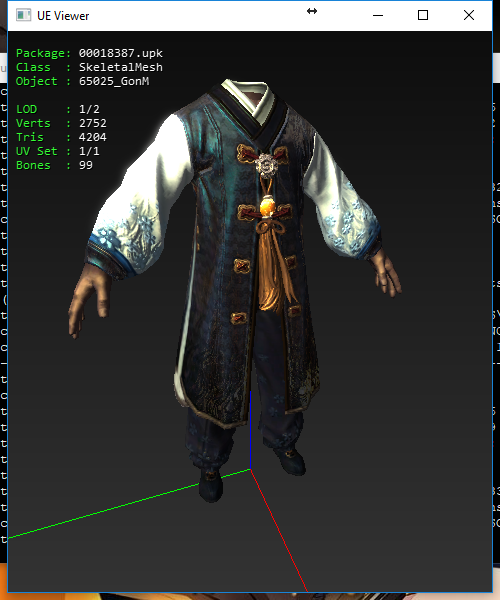 UE Viewer
Package: 00018387.upk
Class : SkeletalMesh
Object : 65025_GonM
LOD : 1/2
Verts : 2752
Tris : 4204
UV Set : 1/1
Bones : 99